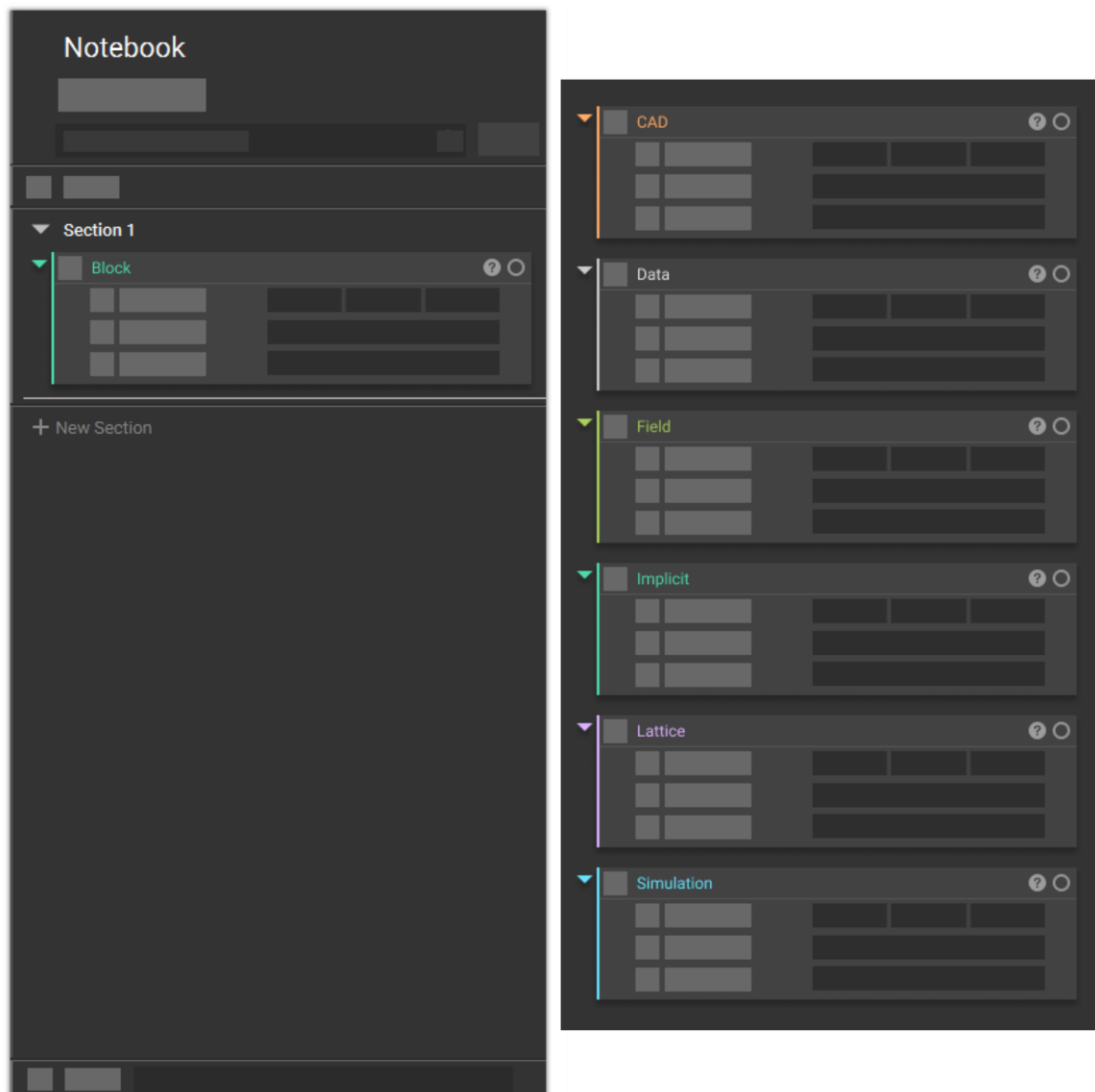 Notebook
Section 1
Block
+ New Section
CAD
Data
Field
Implicit
Lattice
Simulation